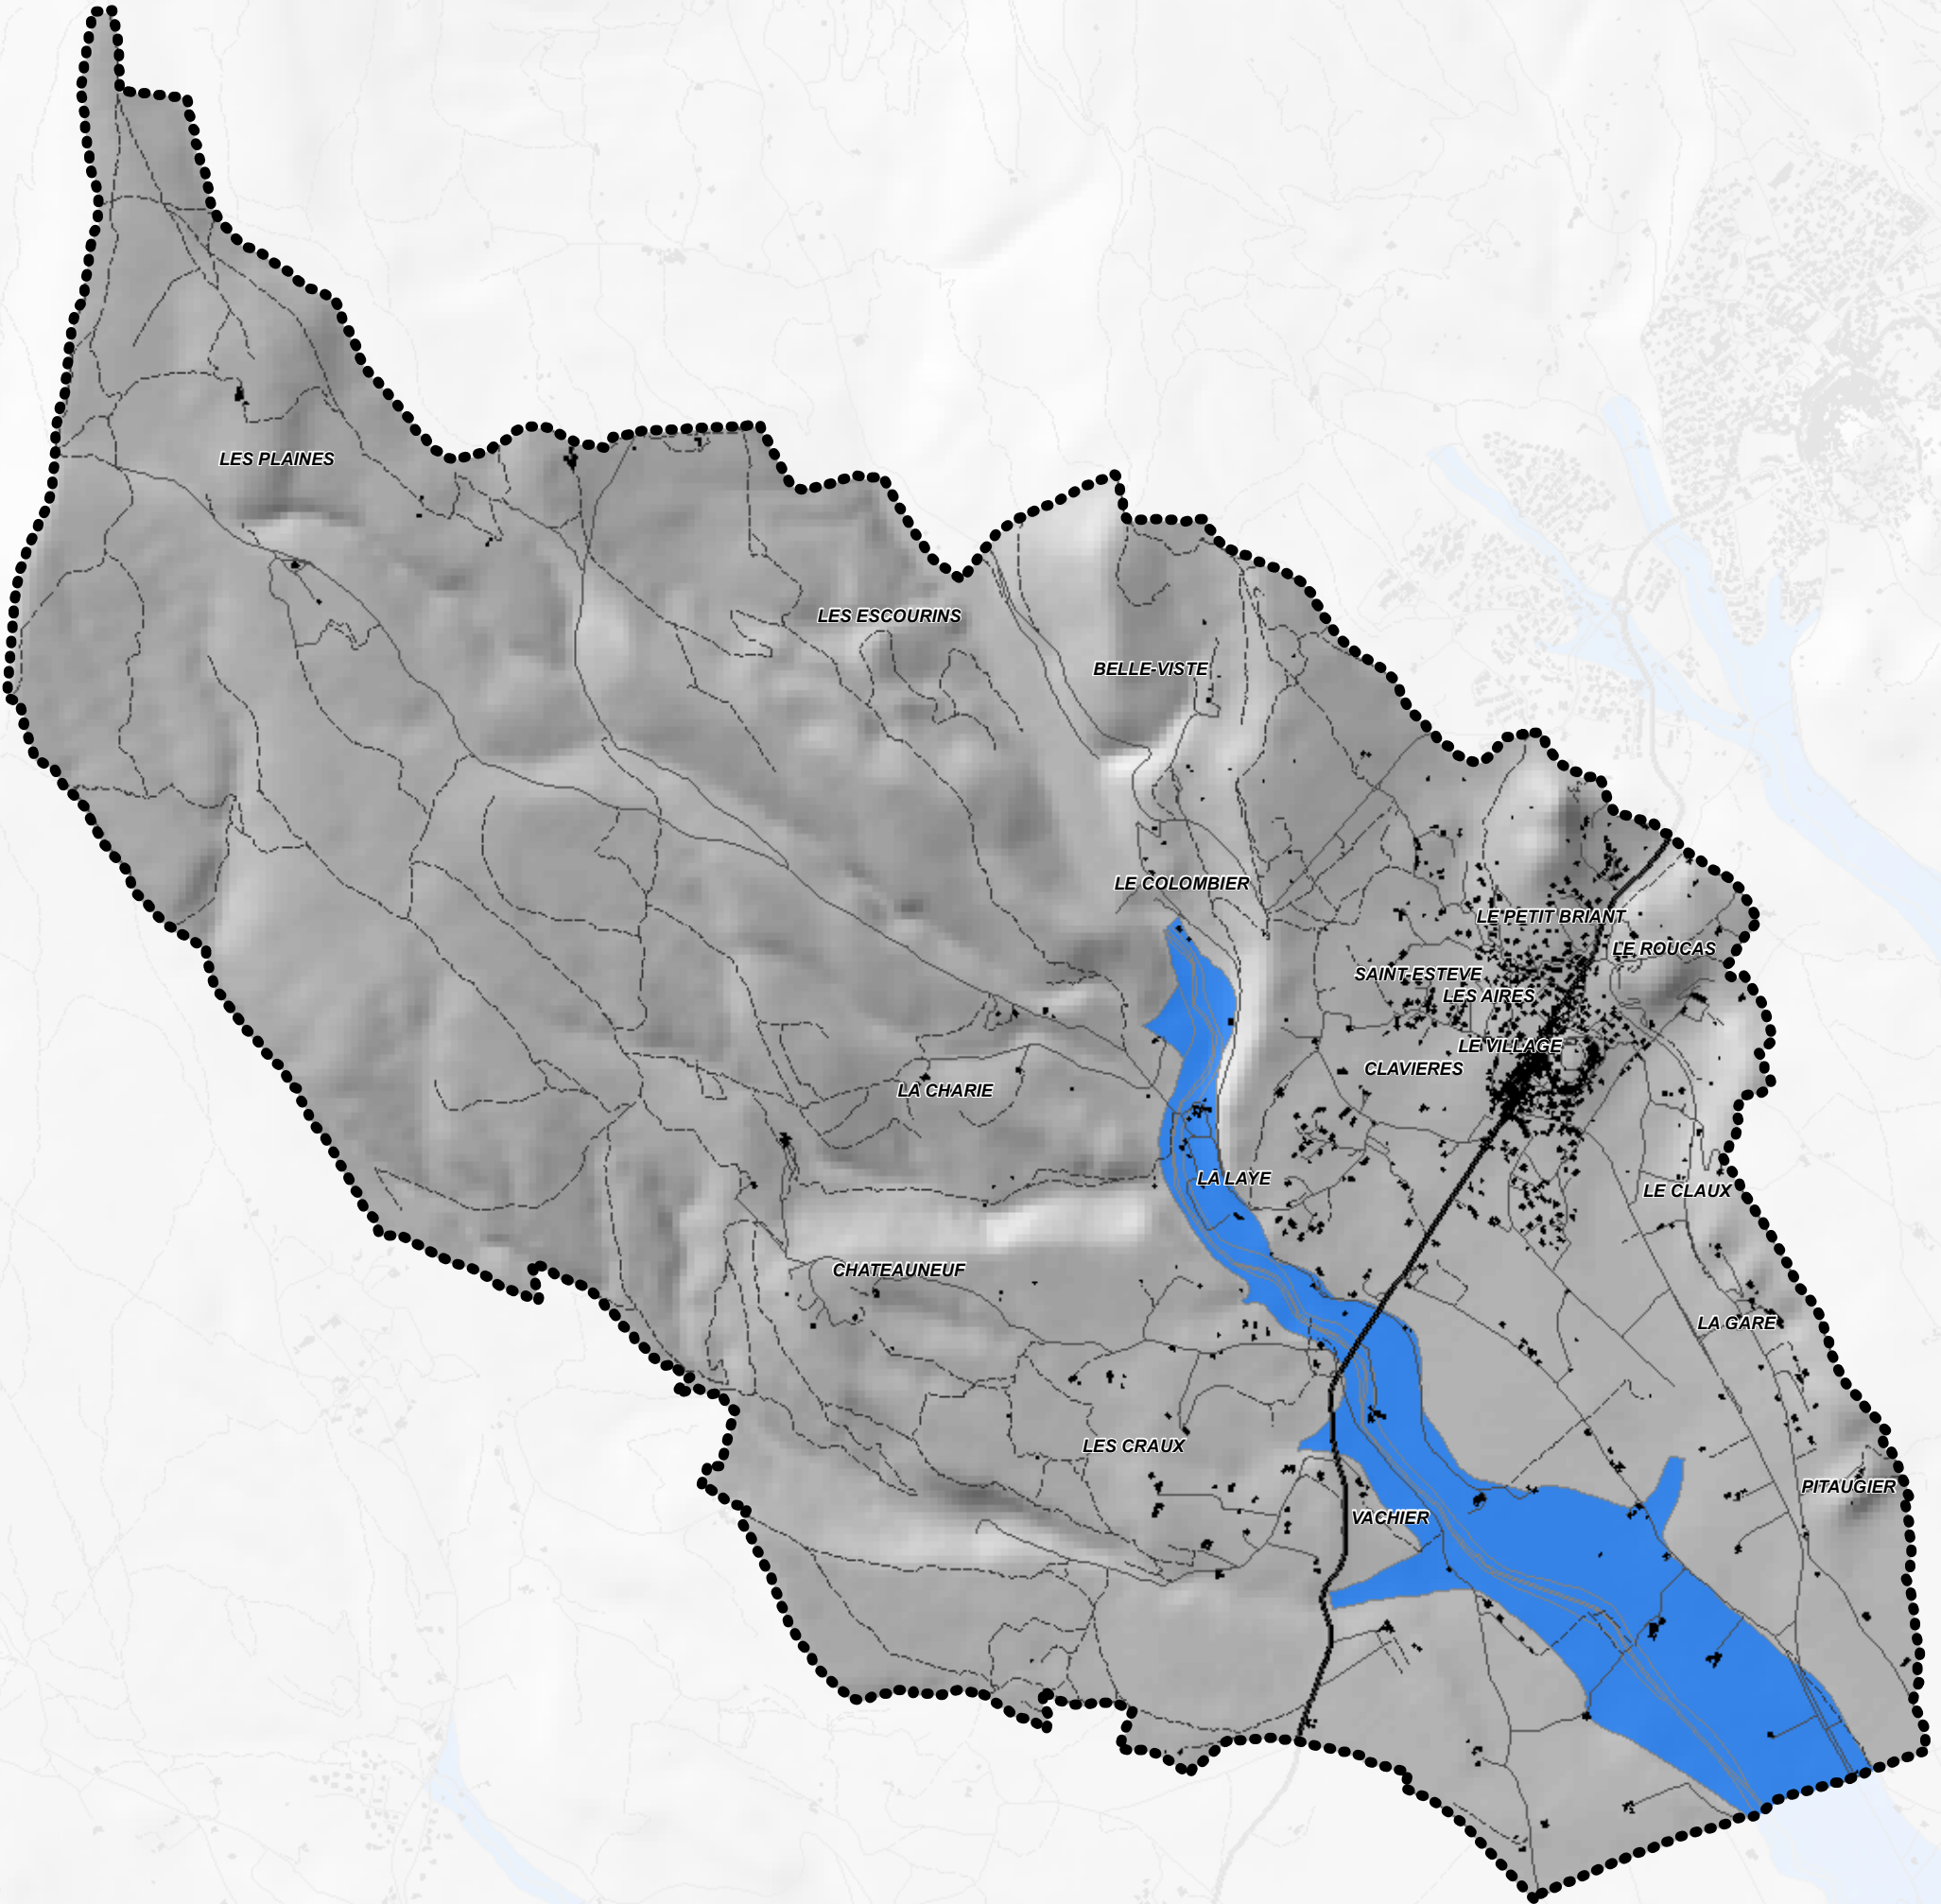 LES PLAINES
LES ESCOURINS
BELLE-VISTE
LE COLOMBIER
LE PETIT BRIANT
LE ROUCAS
SAINT-ESTEVE
LES AIRES
LE VILLAGE
CLAVIERES
LA CHARIE
LA LAYE
LE CLAUX
CHATEAUNEUF
LA GARE
LES CRAUX
PITAUGIER
VACHIER